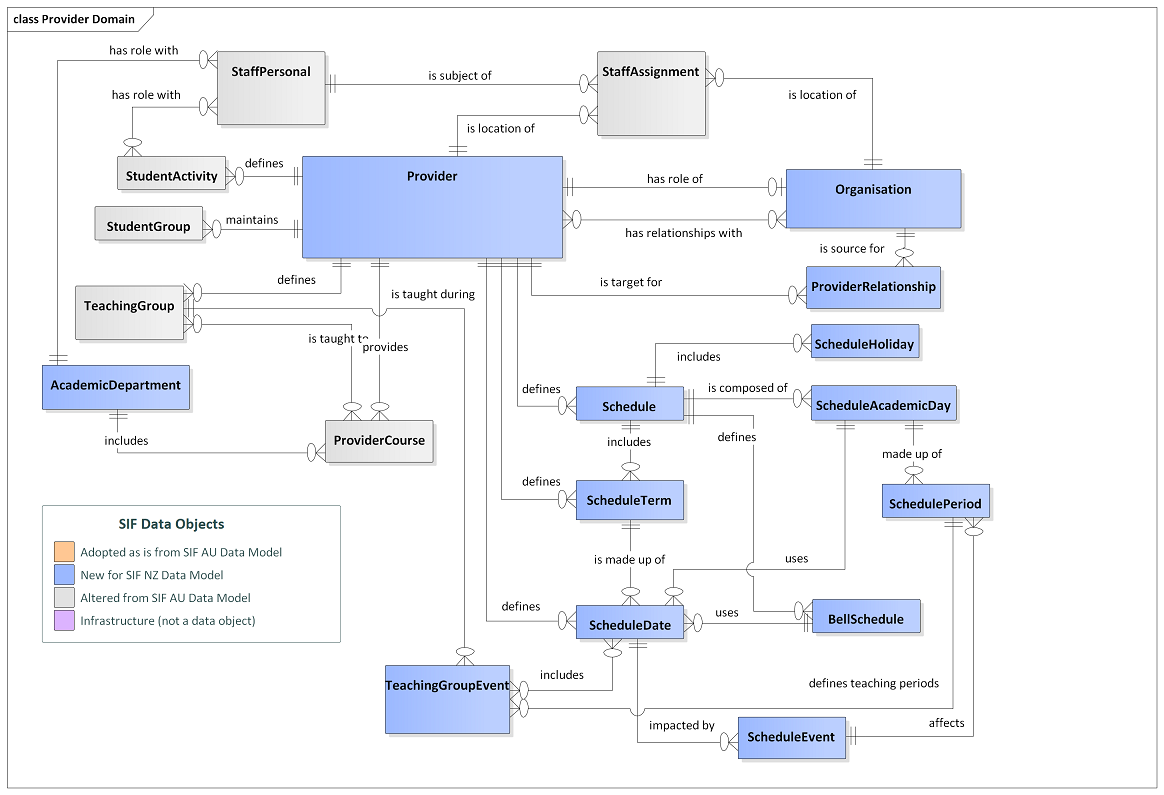 class Provider Domain
has role with
StaffPersonal
is subject of
StaffAssignment
has role with
is location of
is location of
StudentActivity
defines
Provider
has role of
Organisation
StudentGroup
maintains
has relationships with
is source for
defines
is target for
ProviderRelationship
TeachingGroup
is taught during
is taught to
provides
ScheduleHoliday
includes
AcademicDepartment
defines
Schedule
is composed of
ScheduleAcademicDay
includes
ProviderCourse
includes
defines
made up of
defines
ScheduleTerm
SchedulePeriod
SIF Data Objects
Adopted as is from SIF AU Data Model
New for SIF NZ Data Model
Altered from SIF AU Data Model
Infrastructure (not a data object)
is made up of
uses
defines
ScheduleDate
uses
BellSchedule
TeachingGroupEvent
includes
defines teaching periods
impacted by
ScheduleEvent
affects